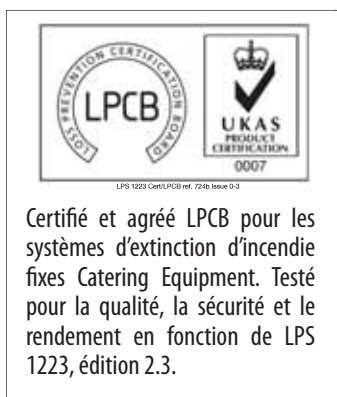 LOSS PREVENTION CERTIFICATION BOARD
LPCB
UKAS
PRODUCT
CERTIFICATION
0007
LPS 1223 Cert/LPCB ref. 724b Issue 0-3
Certifié et agréé LPCB pour les
systèmes d'extinction d'incendie
fixes Catering Equipment. Testé
pour la qualité, la sécurité et le
rendement en fonction de LPS
1223, édition 2.3.